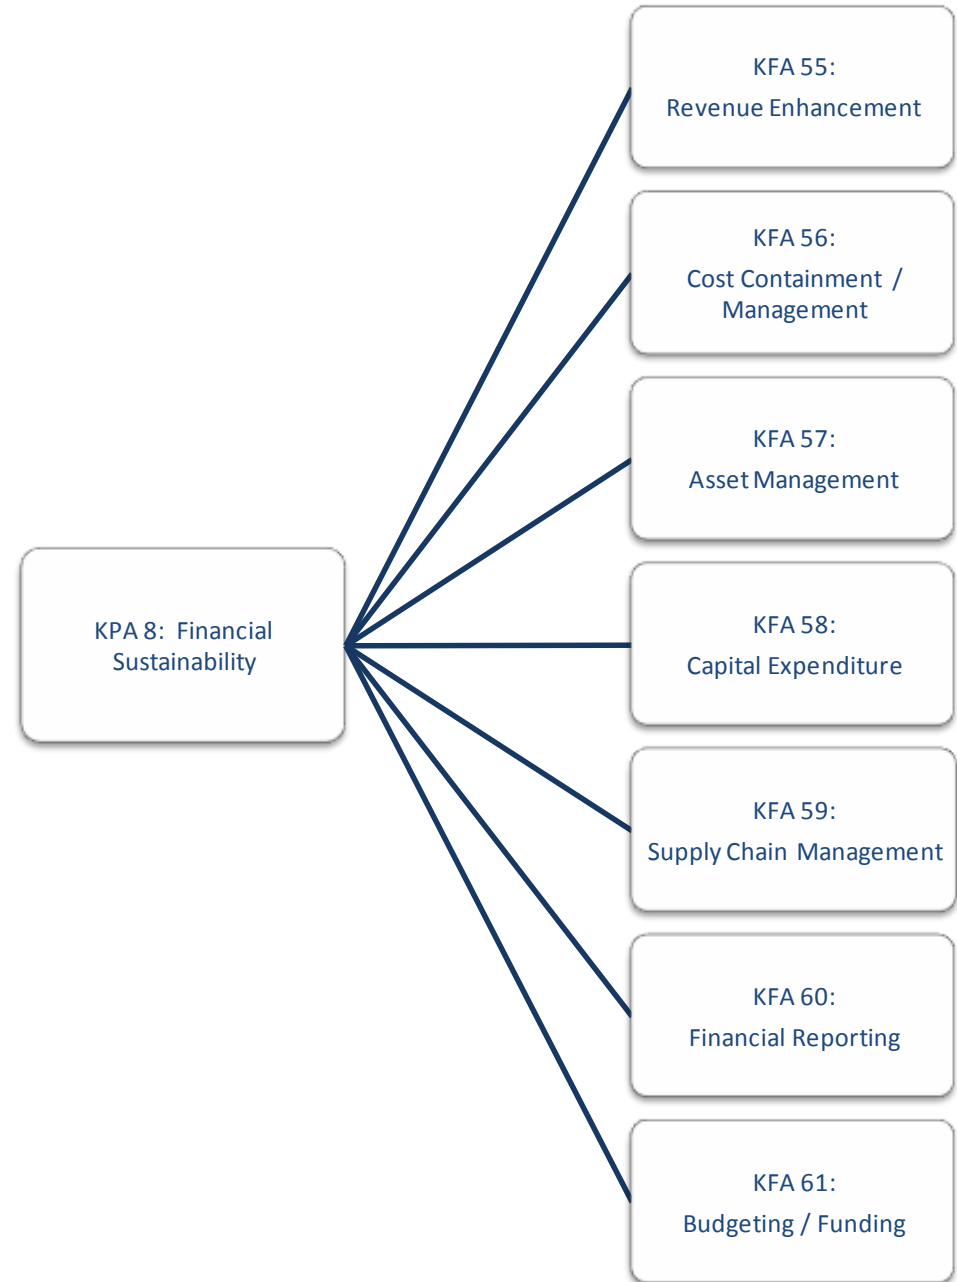 KFA 55:
Revenue Enhancement
KFA 56:
Cost Containment /
Management
KFA 57:
Asset Management
KPA 8: Financial
Sustainability
KFA 58:
Capital Expenditure
KFA 59:
Supply Chain Management
KFA 60:
Financial Reporting
KFA 61:
Budgeting / Funding